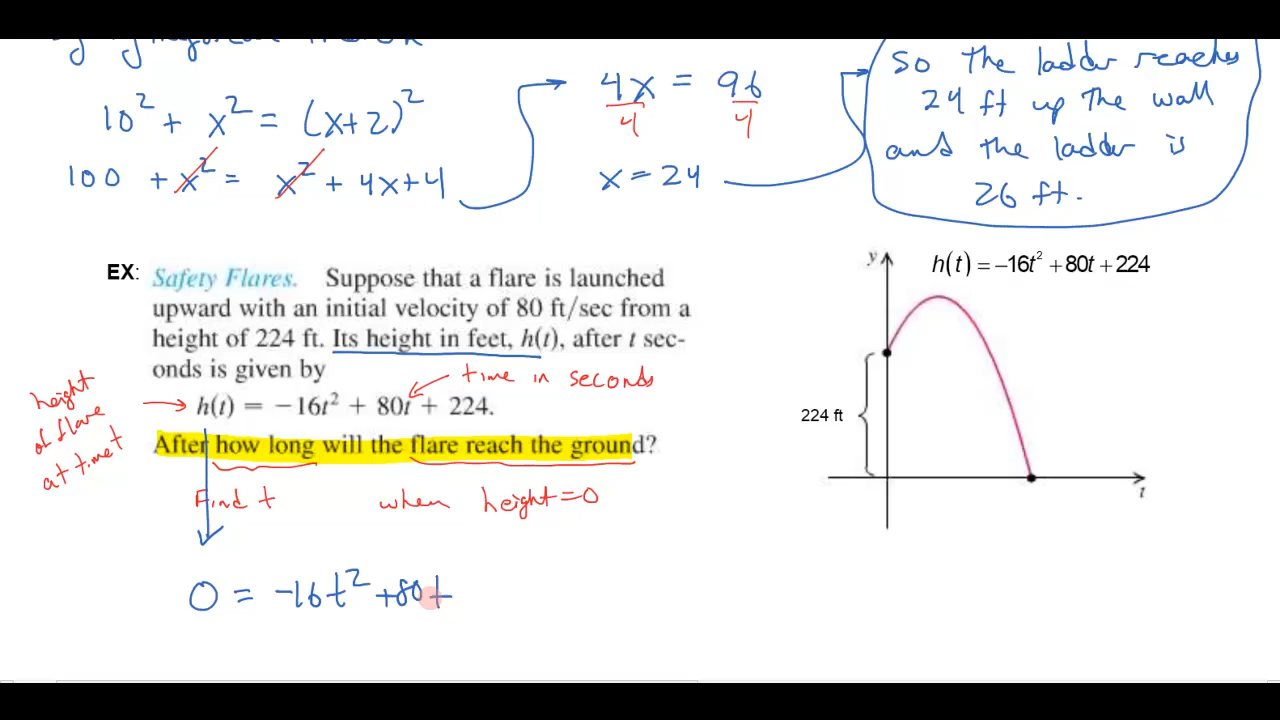 10² + x² = (x+2)²
100 + x² = x² + 4x+4
4x = 96
4 4
x = 24
So the ladder reaches
24 ft up the wall
and the ladder is
26 ft.
EX: Safety Flares. Suppose that a flare is launched
upward with an initial velocity of 80 ft/sec from a
height of 224 ft. Its height in feet, h(t), after t sec-
onds is given by
time in seconds
height
of flare
at time t
h(t) = −16t² + 80t + 224.
After how long will the flare reach the ground?
Find t when height=0
0 = -16t² +80t
h(t) = −16t² + 80t + 224
y
224 ft
t